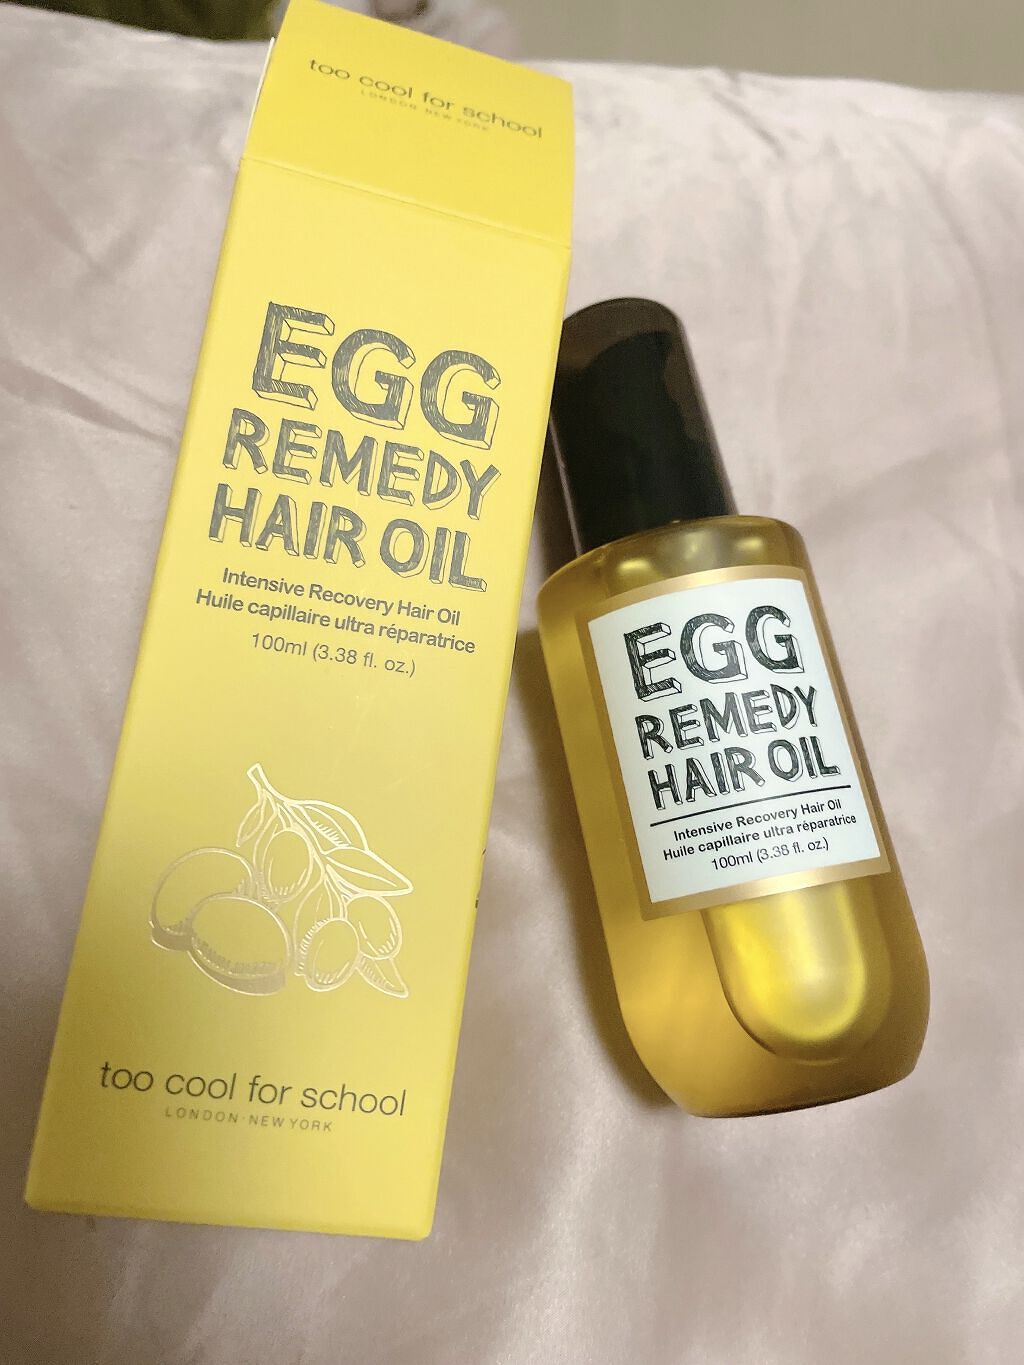 too cool for school
LONDON · NEW YORK
EGG
REMEDY
HAIR OIL
Intensive Recovery Hair Oil
Huile capillaire ultra réparatrice
100ml (3.38 fl. oz.)
too cool for school
LONDON · NEW YORK
EGG
REMEDY
HAIR OIL
Intensive Recovery Hair Oil
Huile capillaire ultra réparatrice
100ml (3.38 fl. oz.)